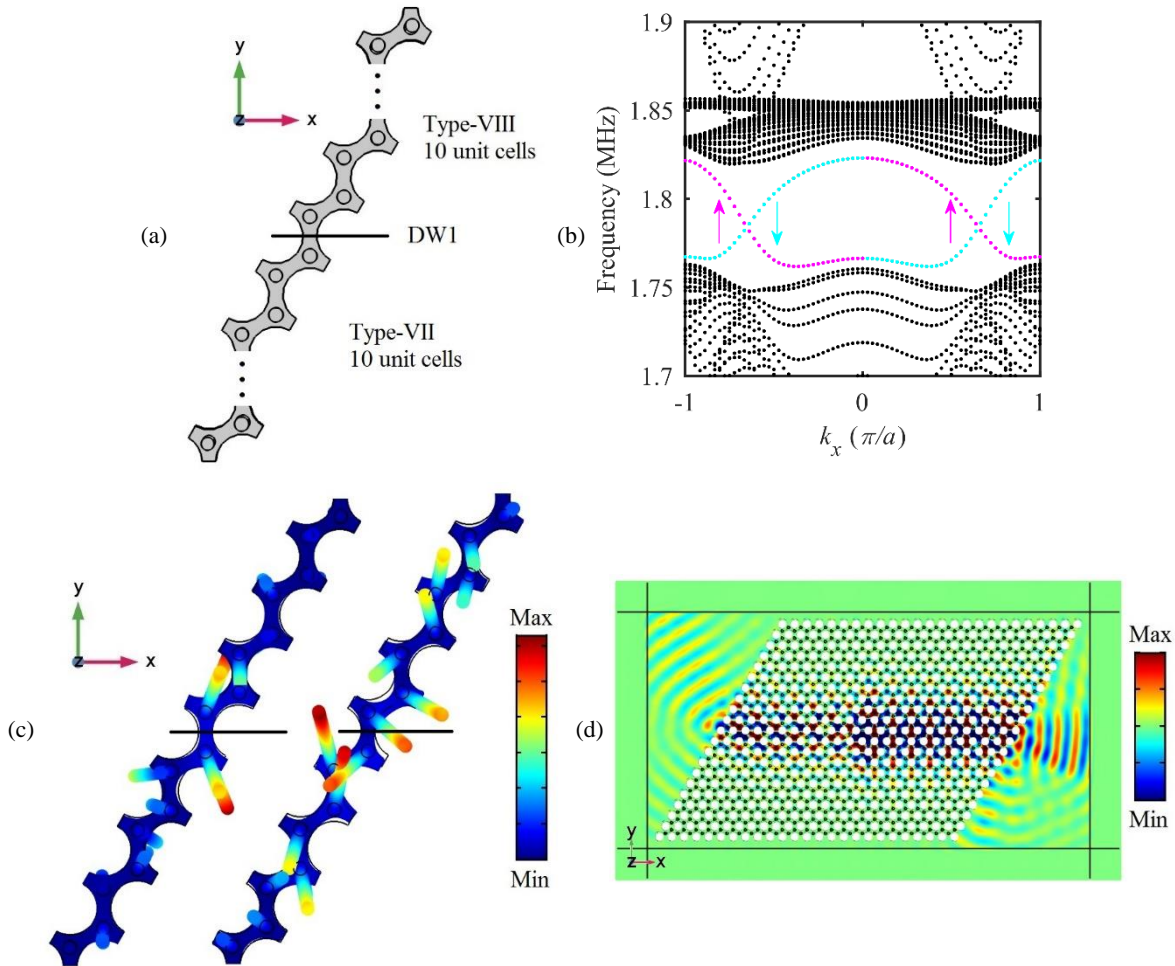 (a)
y
z
x
Type-VIII
10 unit cells
DW1
Type-VII
10 unit cells
(b)
Frequency (MHz)
1.9
1.85
1.8
1.75
1.7
-1
0
1
k_x (π/a)
(c)
y
z
x
Max
Min
(d)
y
z
x
Max
Min